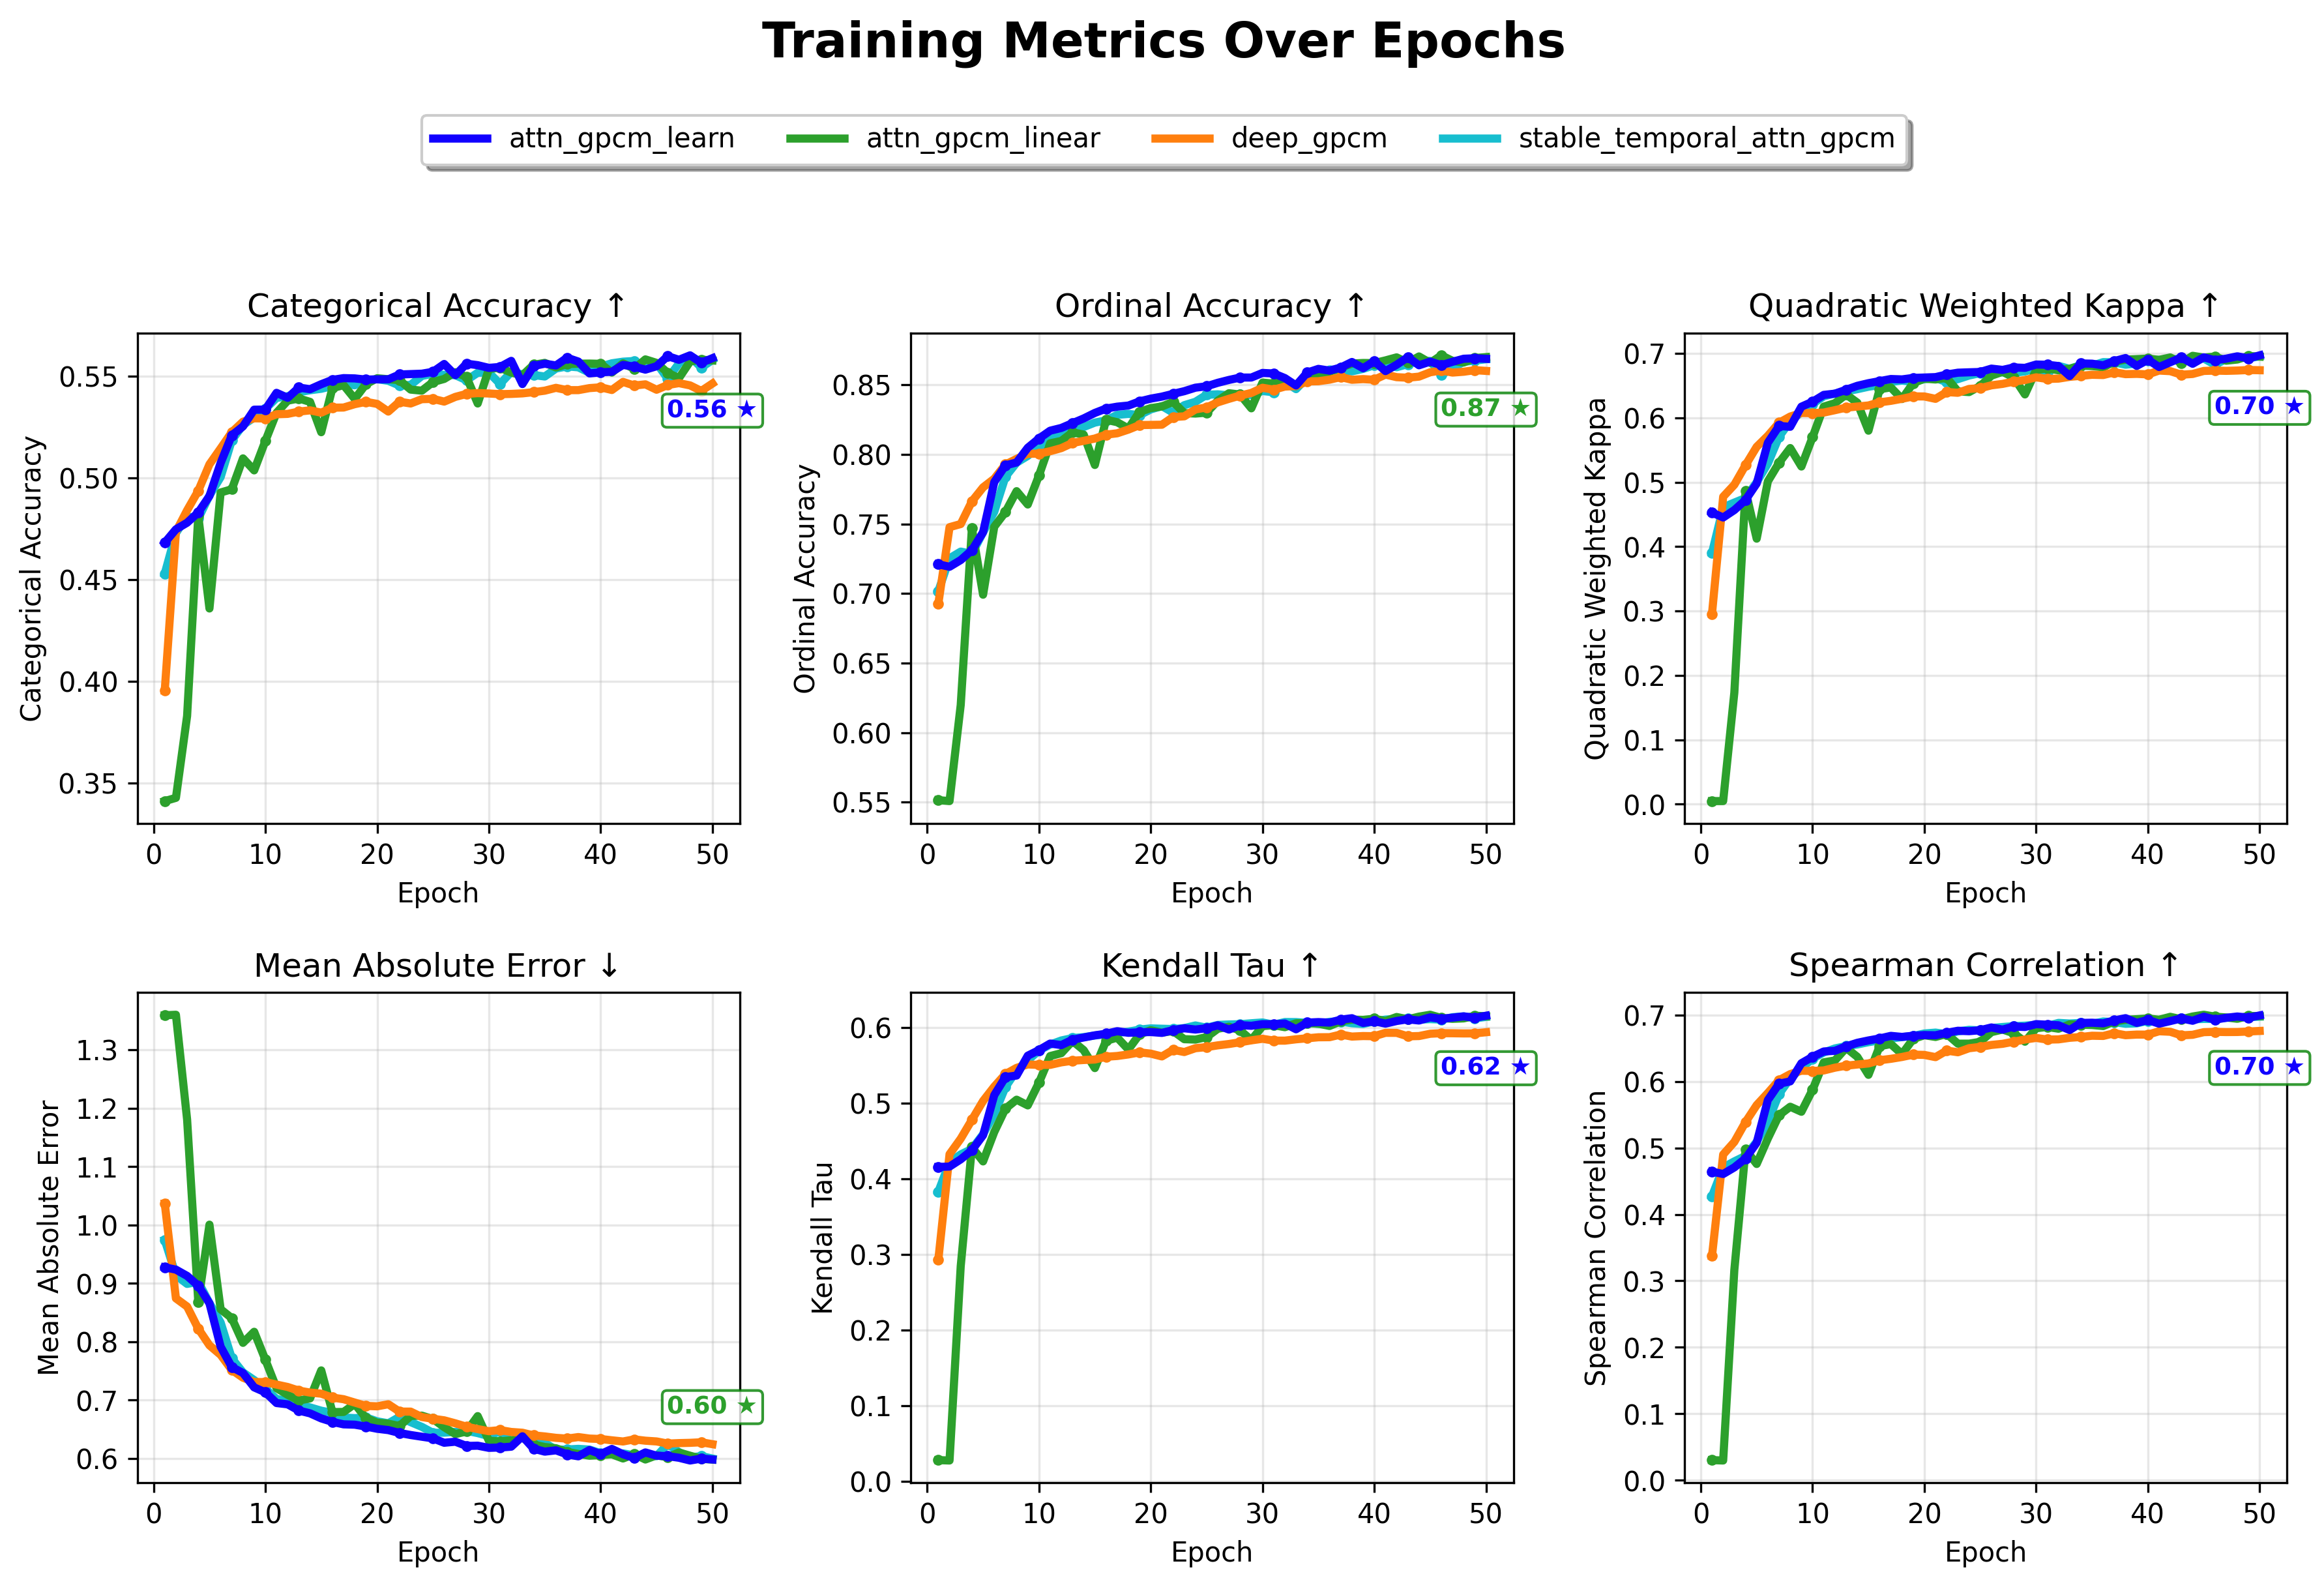 Training Metrics Over Epochs
attn_gpcm_learn attn_gpcm_linear deep_gpcm stable_temporal_attn_gpcm
Categorical Accuracy ↑
Categorical Accuracy
0.55
0.50
0.45
0.40
0.35
0.56 ★
0 10 20 30 40 50
Epoch
Ordinal Accuracy ↑
Ordinal Accuracy
0.85
0.80
0.75
0.70
0.65
0.60
0.55
0.87 ★
0 10 20 30 40 50
Epoch
Quadratic Weighted Kappa ↑
Quadratic Weighted Kappa
0.7
0.6
0.5
0.4
0.3
0.2
0.1
0.0
0.70 ★
0 10 20 30 40 50
Epoch
Mean Absolute Error ↓
Mean Absolute Error
1.3
1.2
1.1
1.0
0.9
0.8
0.7
0.6
0.60 ★
0 10 20 30 40 50
Epoch
Kendall Tau ↑
Kendall Tau
0.6
0.5
0.4
0.3
0.2
0.1
0.0
0.62 ★
0 10 20 30 40 50
Epoch
Spearman Correlation ↑
Spearman Correlation
0.7
0.6
0.5
0.4
0.3
0.2
0.1
0.0
0.70 ★
0 10 20 30 40 50
Epoch